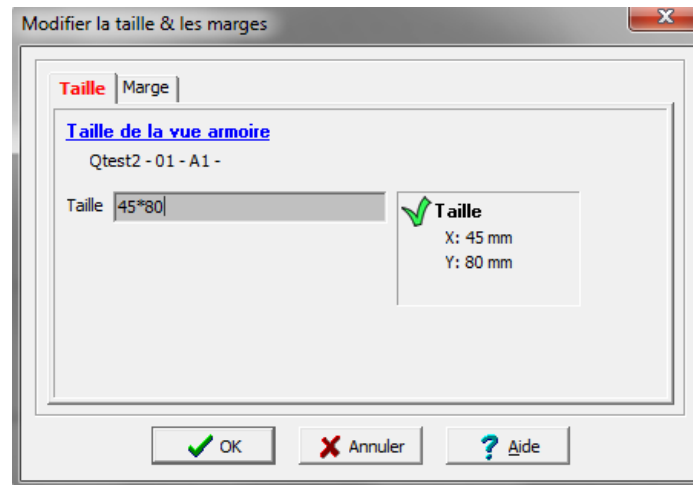 Modifier la taille & les marges
Taille Marge
Taille de la vue armoire
Qtest2 - 01 - A1 -
Taille 45*80
Taille
X: 45 mm
Y: 80 mm
OK Annuler ? Aide